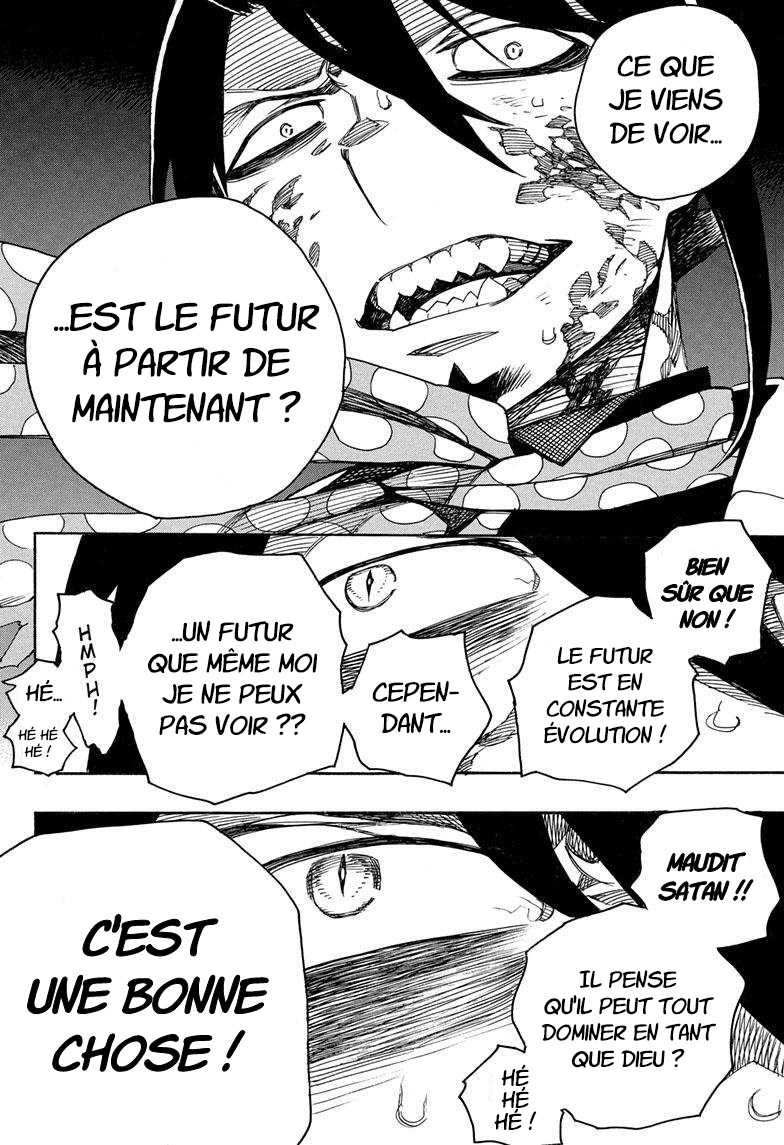 CE QUE
JE VIENS
DE VOIR...
...EST LE FUTUR
À PARTIR DE
MAINTENANT ?
BIEN
SÛR QUE
NON !
LE FUTUR
EST EN
CONSTANTE
ÉVOLUTION !
CEPEN-
DANT...
...UN FUTUR
QUE MÊME MOI
JE NE PEUX
PAS VOIR ??
HMPH!
HÉ...
HÉ HÉ
HÉ !
MAUDIT
SATAN !!
IL PENSE
QU'IL PEUT TOUT
DOMINER EN TANT
QUE DIEU ?
HÉ
HÉ
HÉ !
C'EST
UNE BONNE
CHOSE !